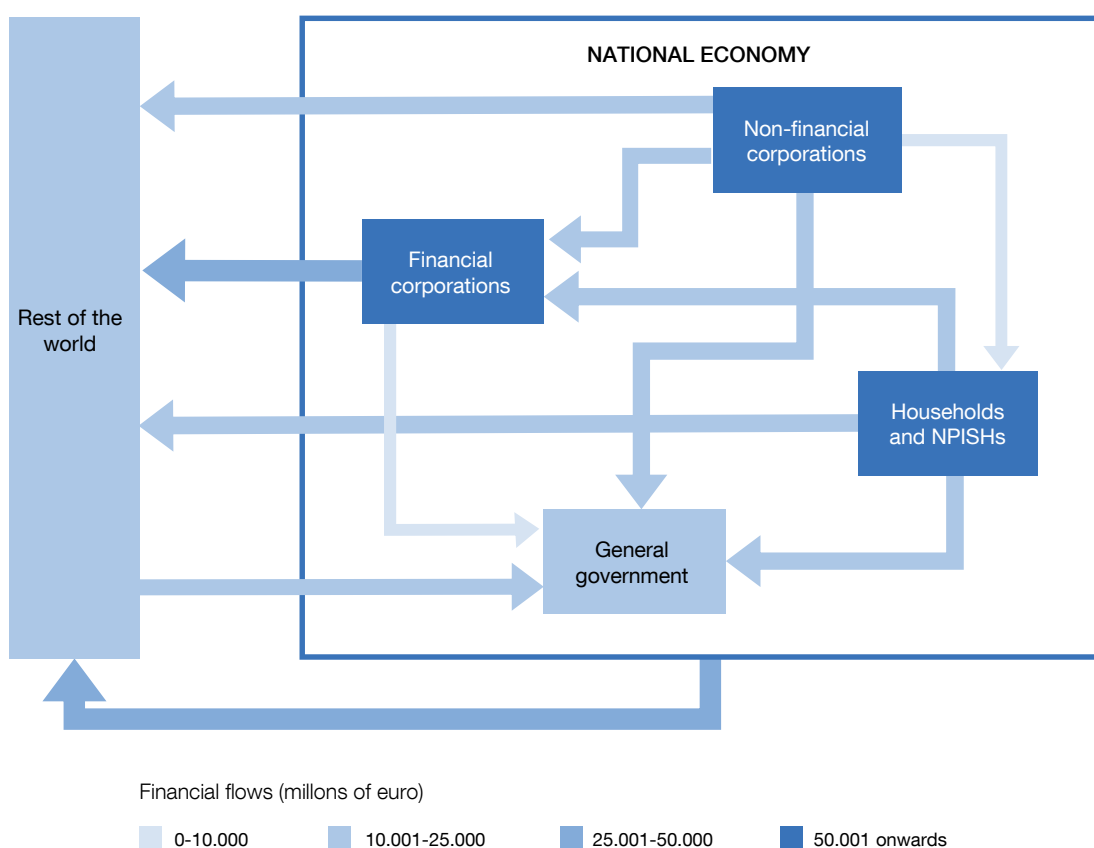 NATIONAL ECONOMY
Non-financial
corporations
Financial
corporations
Rest of the
world
Households
and NPISHs
General
government
Financial flows (millons of euro)
0-10.000
10.001-25.000
25.001-50.000
50.001 onwards